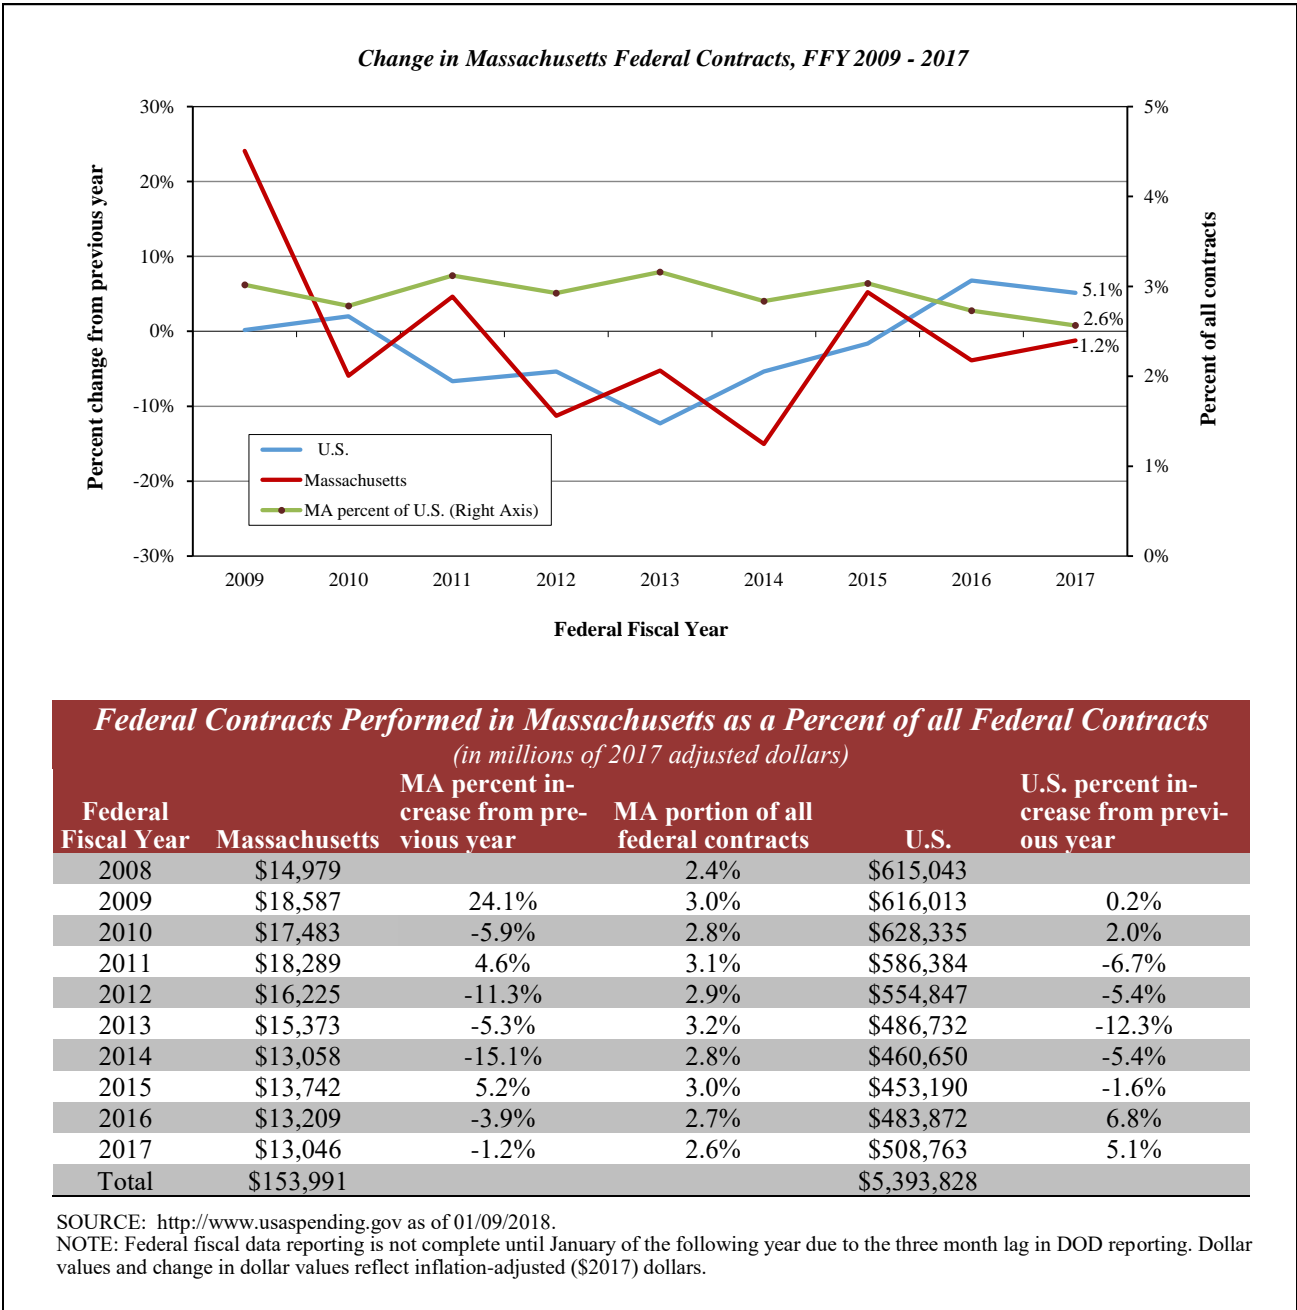 Change in Massachusetts Federal Contracts, FFY 2009 - 2017
30%
20%
10%
0%
-10%
-20%
-30%
Percent change from previous year
5%
4%
3%
2%
1%
0%
Percent of all contracts
5.1%
2.6%
-1.2%
U.S.
Massachusetts
MA percent of U.S. (Right Axis)
2009 2010 2011 2012 2013 2014 2015 2016 2017
Federal Fiscal Year
Federal Contracts Performed in Massachusetts as a Percent of all Federal Contracts
(in millions of 2017 adjusted dollars)
Federal Fiscal Year Massachusetts MA percent in-crease from pre-vious year MA portion of all federal contracts U.S. U.S. percent in-crease from previ-ous year
2008 $14,979 2.4% $615,043
2009 $18,587 24.1% 3.0% $616,013 0.2%
2010 $17,483 -5.9% 2.8% $628,335 2.0%
2011 $18,289 4.6% 3.1% $586,384 -6.7%
2012 $16,225 -11.3% 2.9% $554,847 -5.4%
2013 $15,373 -5.3% 3.2% $486,732 -12.3%
2014 $13,058 -15.1% 2.8% $460,650 -5.4%
2015 $13,742 5.2% 3.0% $453,190 -1.6%
2016 $13,209 -3.9% 2.7% $483,872 6.8%
2017 $13,046 -1.2% 2.6% $508,763 5.1%
Total $153,991 $5,393,828
SOURCE: http://www.usaspending.gov as of 01/09/2018.
NOTE: Federal fiscal data reporting is not complete until January of the following year due to the three month lag in DOD reporting. Dollar
values and change in dollar values reflect inflation-adjusted ($2017) dollars.